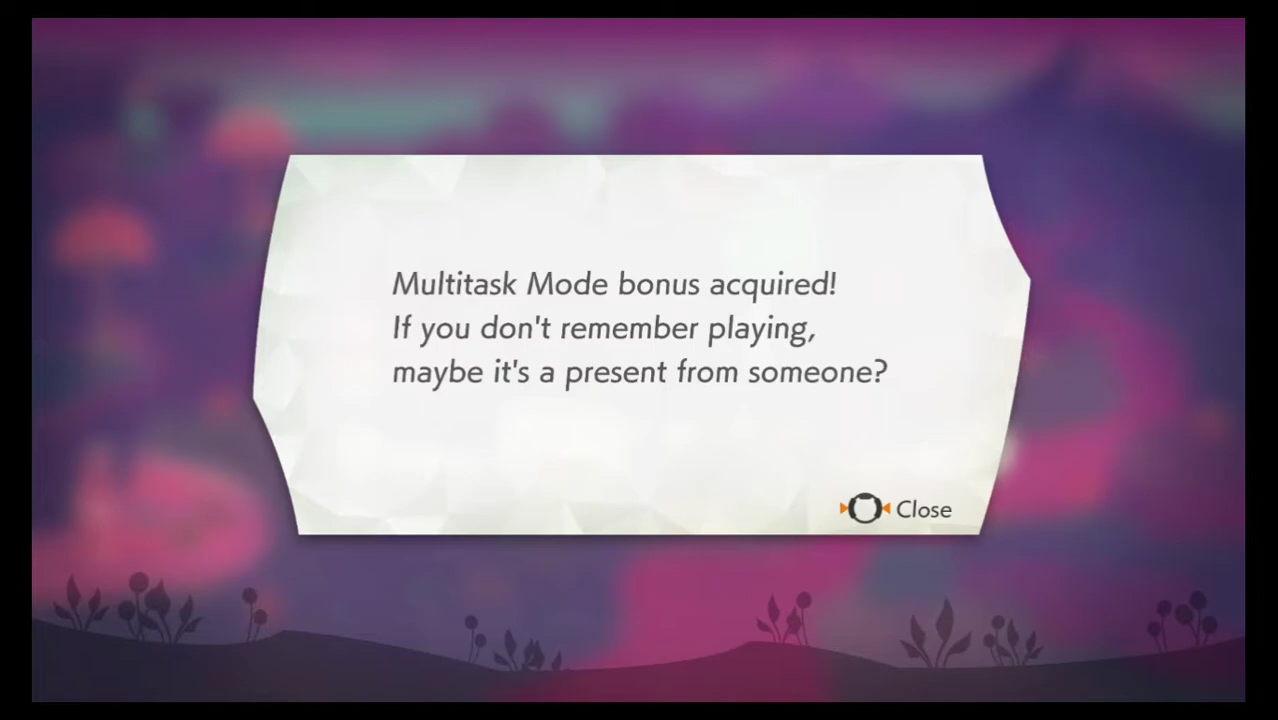 Multitask Mode bonus acquired!
If you don't remember playing,
maybe it's a present from someone?
Close